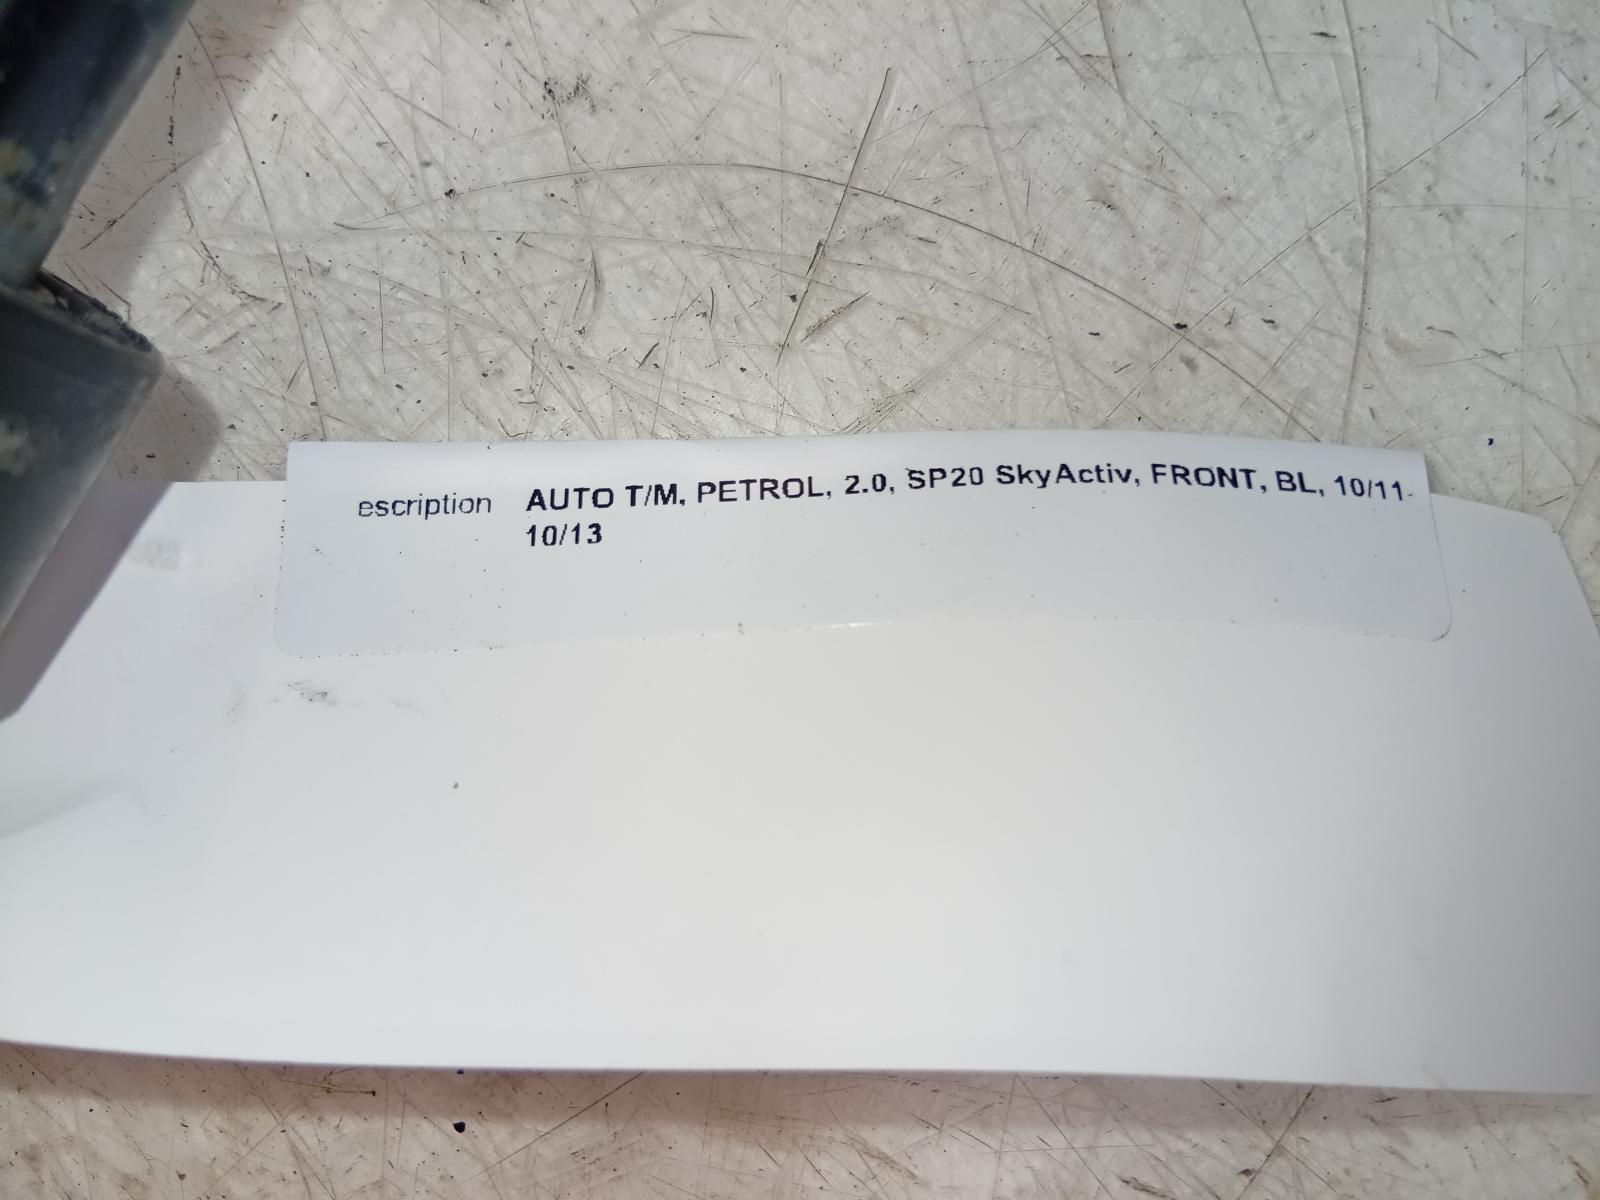 escription AUTO T/M, PETROL, 2.0, SP20 SkyActiv, FRONT, BL, 10/11-
10/13